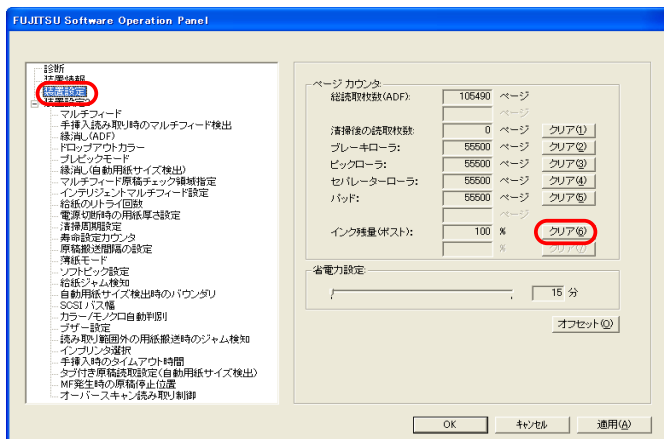 FUJITSU Software Operation Panel
診断
装置情報
装置設定
装置設定2
マルチフィード
手挿入読み取り時のマルチフィード検出
縁消し(ADF)
ドロップアウトカラー
プレピックモード
縁消し(自動用紙サイズ検出)
マルチフィード原稿チェック領域指定
インテリジェントマルチフィード設定
給紙のリトライ回数
電源切断時の用紙厚さ設定
清掃周期設定
寿命設定カウンタ
原稿搬送間隔の設定
薄紙モード
ソフトピック設定
給紙ジャム検知
自動用紙サイズ検出時のバウンダリ
SCSI バス幅
カラー/モノクロ自動判別
ブザー設定
読み取り範囲外の用紙搬送時のジャム検知
インプリンタ選択
手挿入時のタイムアウト時間
タブ付き原稿読取設定(自動用紙サイズ検出)
MF発生時の原稿停止位置
オーバースキャン読み取り制御
ページ カウンタ:
総読取枚数(ADF): 105490 ページ
ページ
清掃後の読取枚数: 0 ページ クリア(1)
ブレーキローラ: 55500 ページ クリア(2)
ピックローラ: 55500 ページ クリア(3)
セパレーターローラ: 55500 ページ クリア(4)
パッド: 55500 ページ クリア(5)
ページ
インク残量(ポスト): 100 % クリア(6)
% クリア(7)
省電力設定:
15 分
オフセット(O)
OK キャンセル 適用(A)